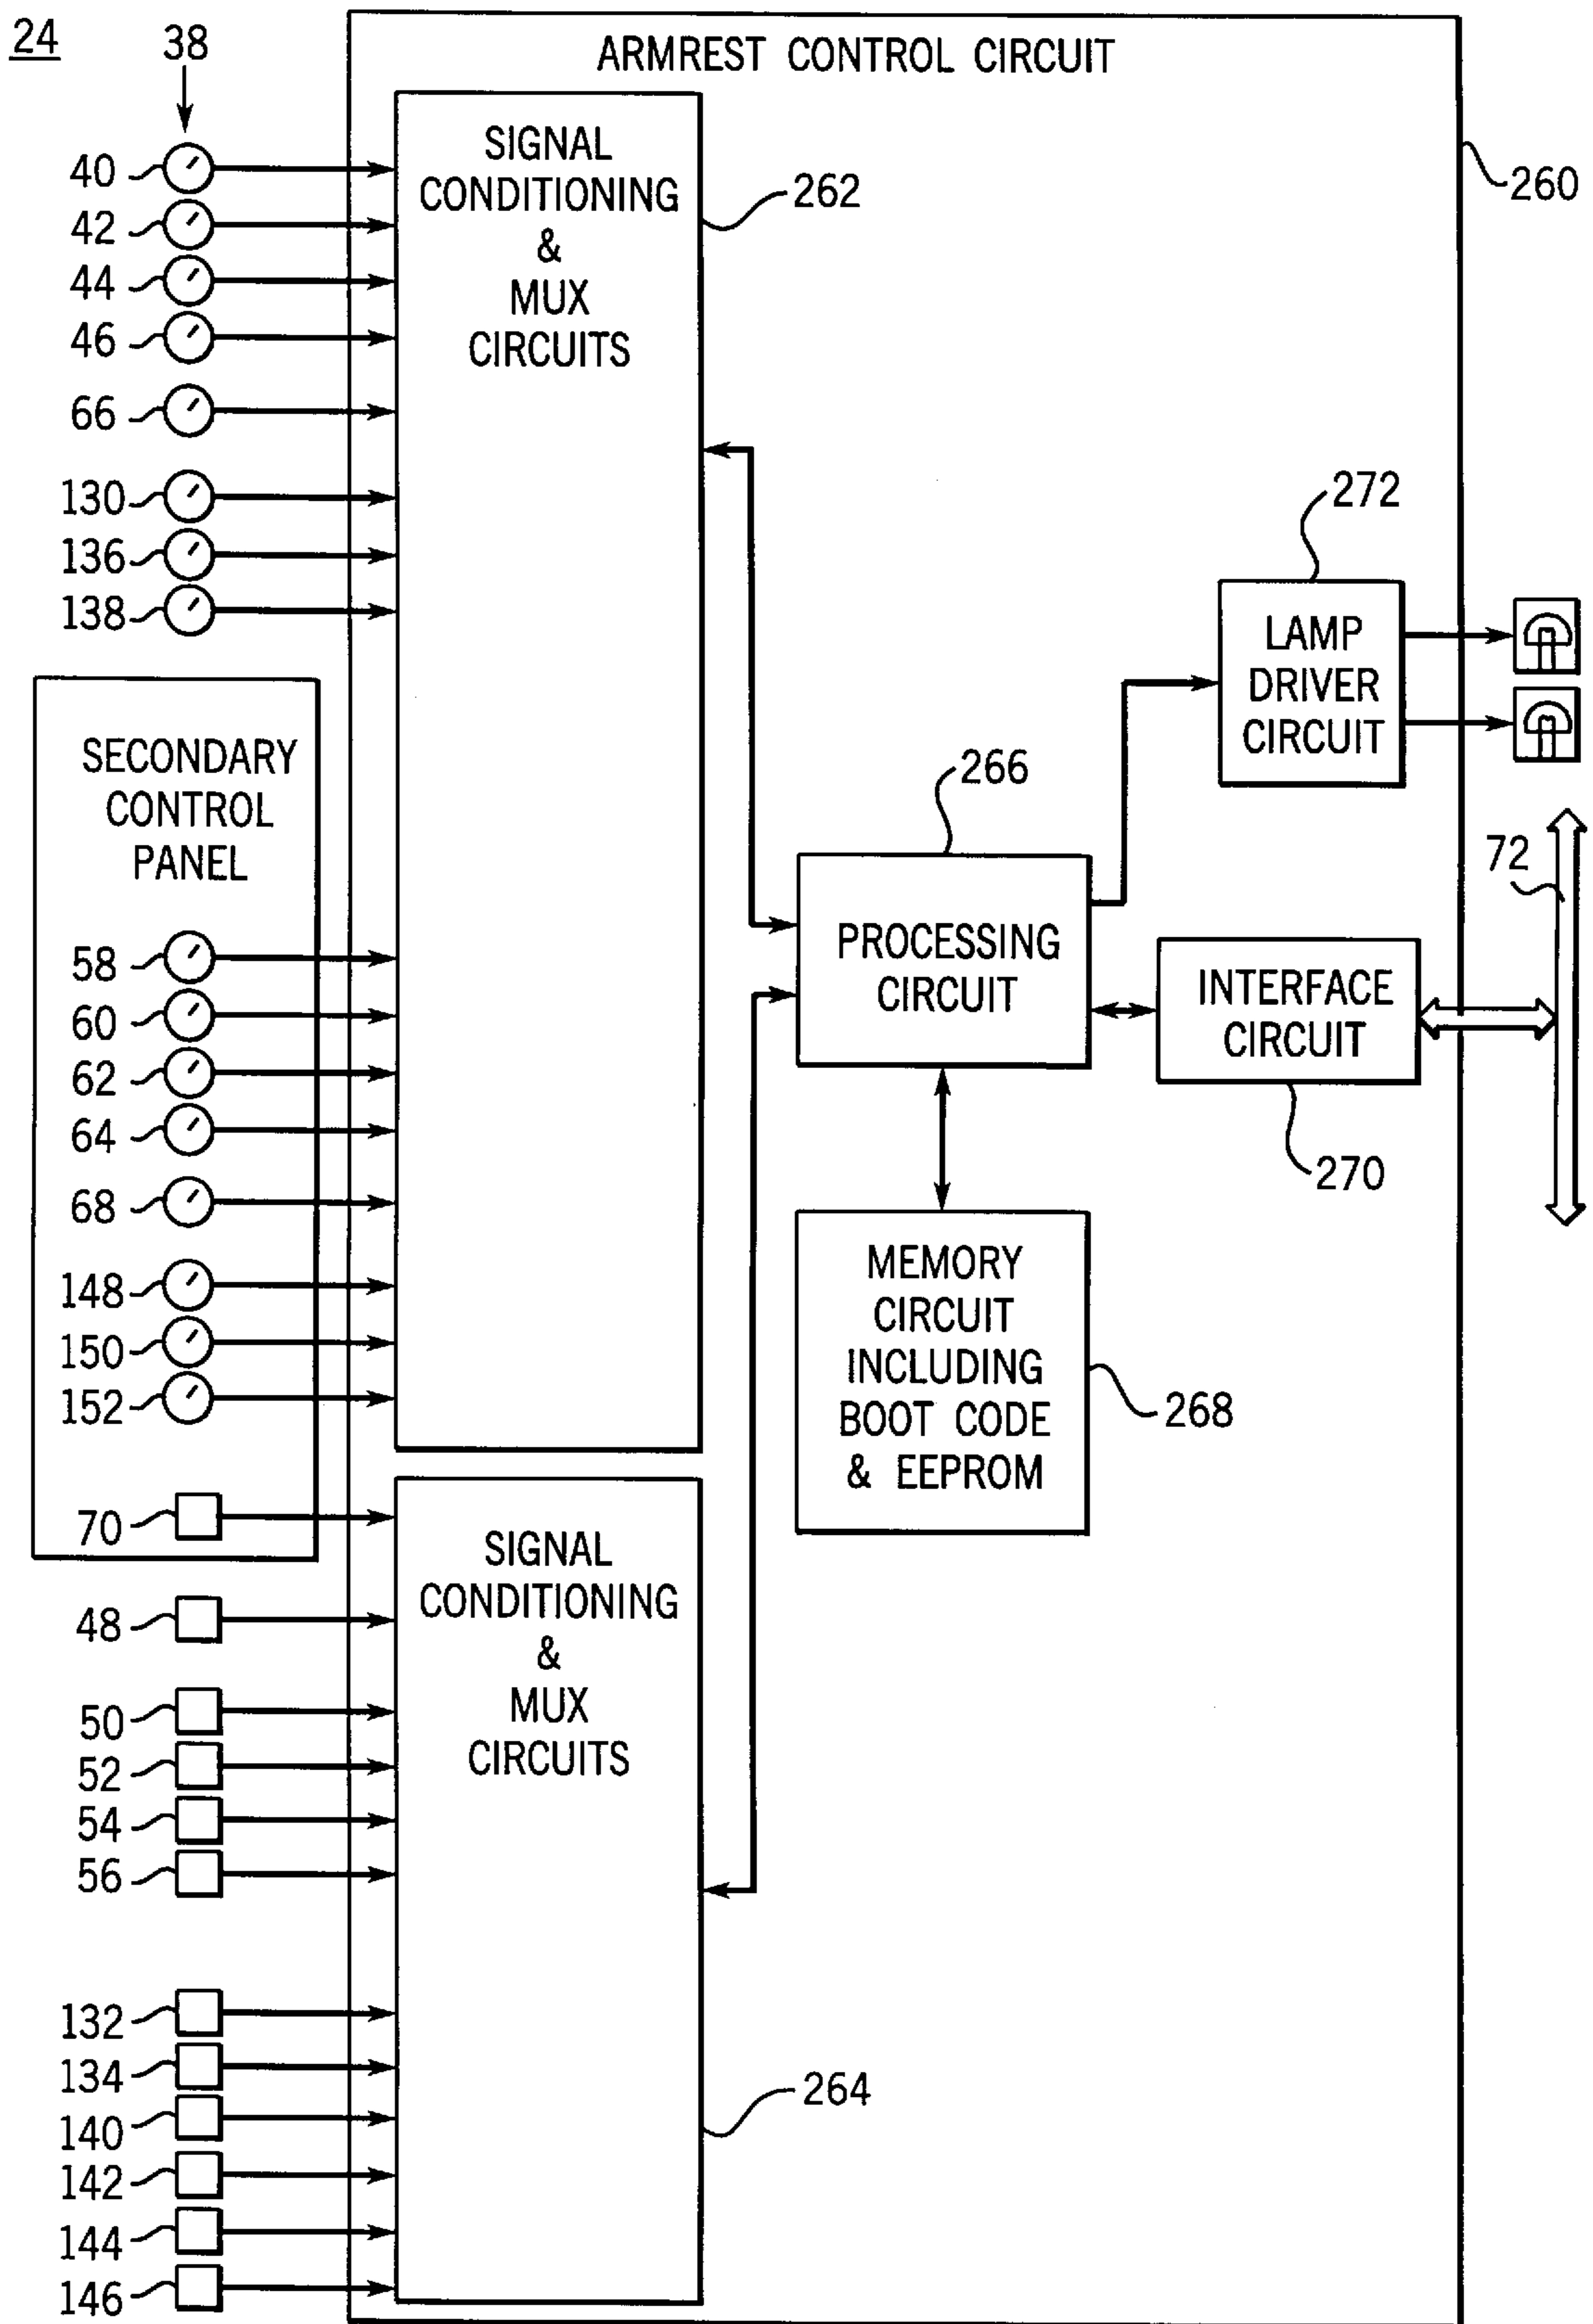 24
38
ARMREST CONTROL CIRCUIT
40
42
44
46
66
130
136
138
SIGNAL
CONDITIONING
&
MUX
CIRCUITS
262
260
272
LAMP
DRIVER
CIRCUIT
SECONDARY
CONTROL
PANEL
58
60
62
64
68
148
150
152
70
266
PROCESSING
CIRCUIT
72
INTERFACE
CIRCUIT
270
MEMORY
CIRCUIT
INCLUDING
BOOT CODE
& EEPROM
268
48
50
52
54
56
132
134
140
142
144
146
SIGNAL
CONDITIONING
&
MUX
CIRCUITS
264